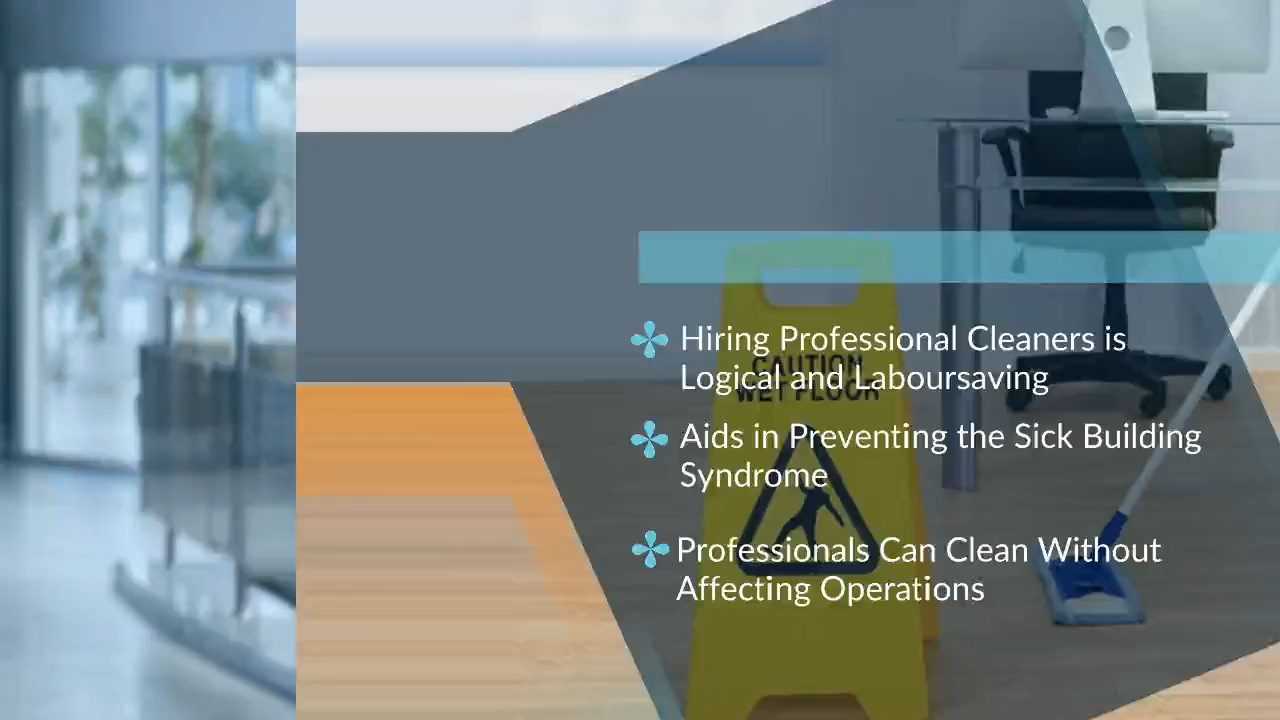 Hiring Professional Cleaners is
Logical and Laboursaving
CAUTION
WET FLOOR
Aids in Preventing the Sick Building
Syndrome
Professionals Can Clean Without
Affecting Operations